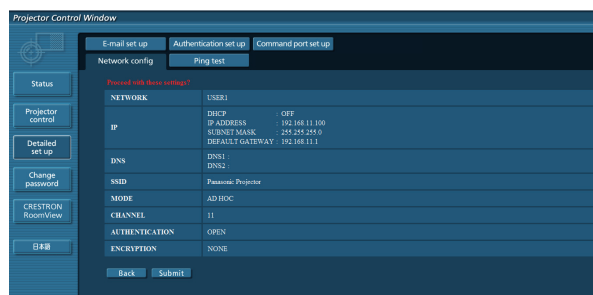 Projector Control Window
E-mail set up
Authentication set up
Command port set up
Network config
Ping test
Status
Projector
control
Detailed
set up
Change
password
CRESTRON
RoomView
日本語
Proceed with these settings?
NETWORK USER1
IP
DHCP : OFF
IP ADDRESS : 192.168.11.100
SUBNET MASK : 255.255.255.0
DEFAULT GATEWAY : 192.168.11.1
DNS
DNS1 :
DNS2 :
SSID Panasonic Projector
MODE AD HOC
CHANNEL 11
AUTHENTICATION OPEN
ENCRYPTION NONE
Back Submit